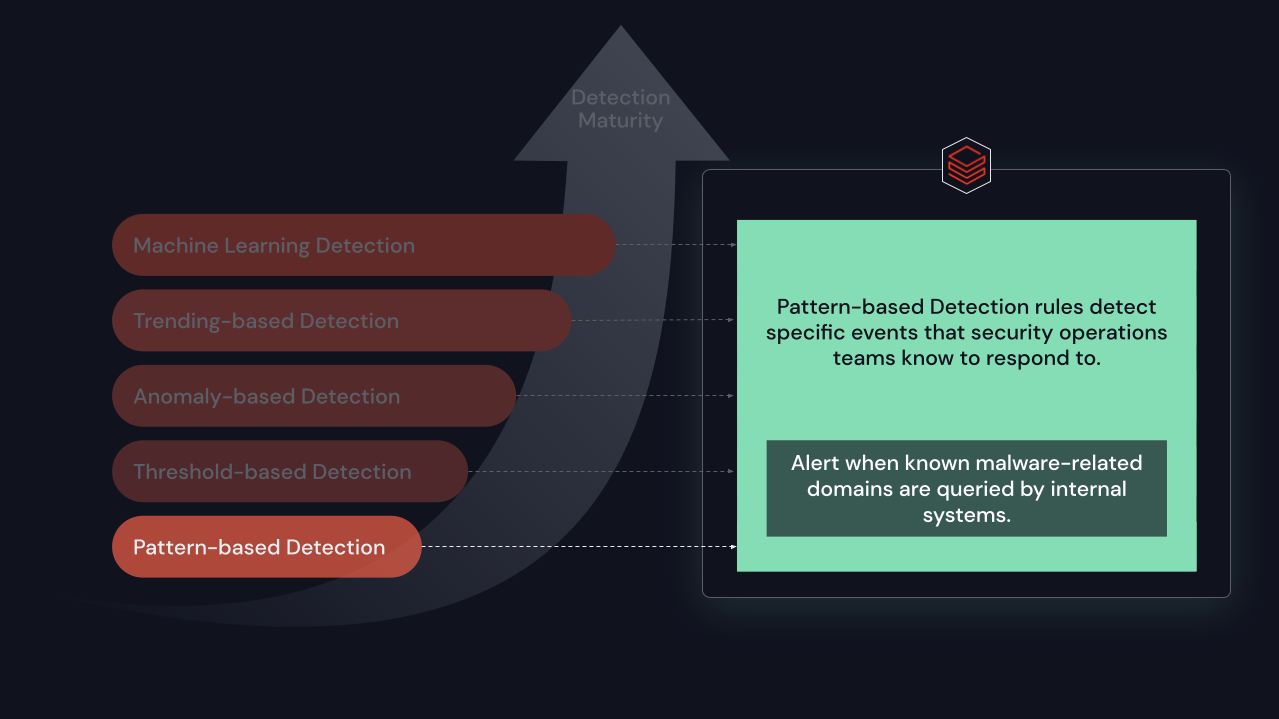 Detection
Maturity
Machine Learning Detection
Trending-based Detection
Anomaly-based Detection
Threshold-based Detection
Pattern-based Detection
Pattern-based Detection rules detect
specific events that security operations
teams know to respond to.
Alert when known malware-related
domains are queried by internal
systems.